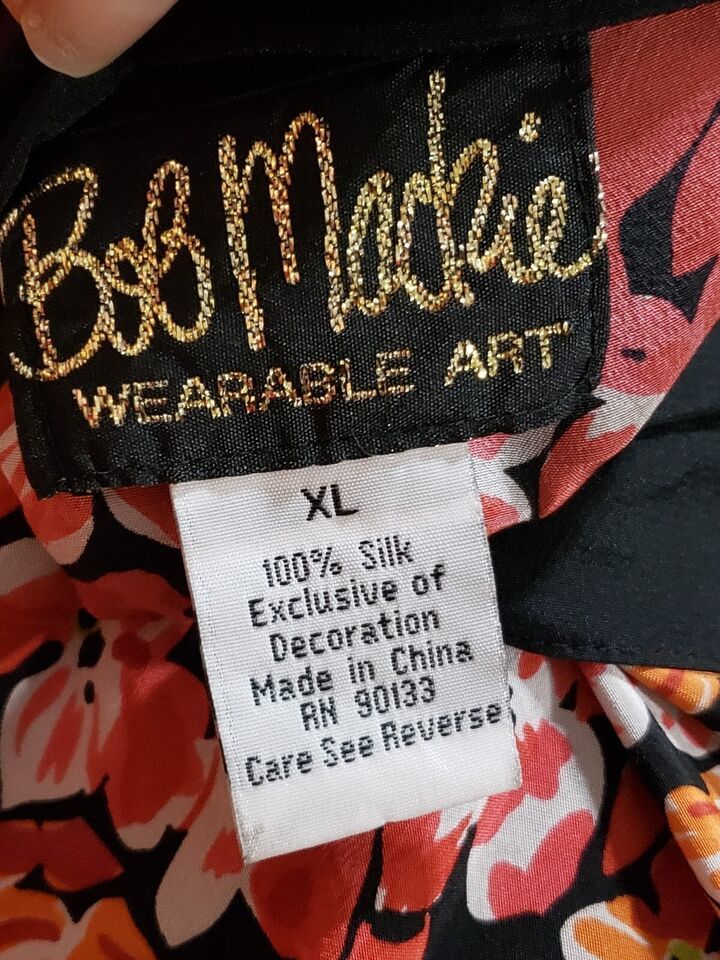 Bob Mackie
WEARABLE ART
XL
100% Silk
Exclusive of
Decoration
Made in China
RN 90133
Care See Reverse